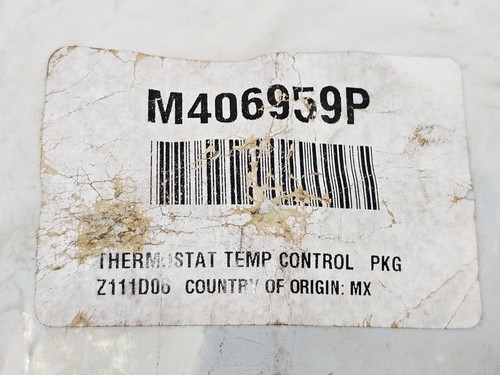 M406959P
THERMOSTAT TEMP CONTROL PKG
Z111D06 COUNTRY OF ORIGIN: MX